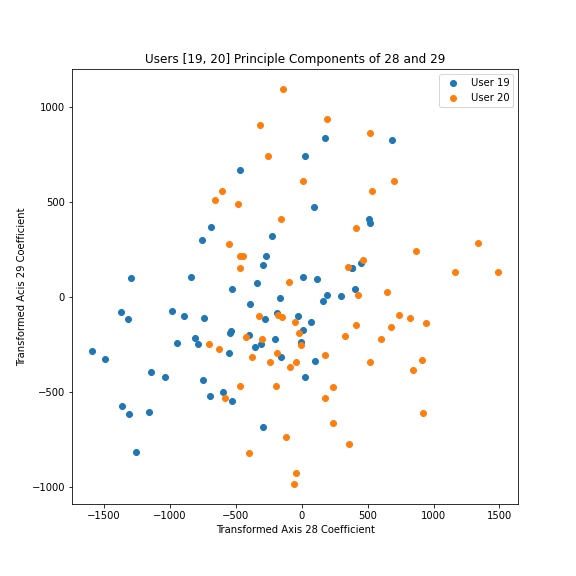 Users [19, 20] Principle Components of 28 and 29
User 19
User 20
1000
500
0
−500
−1000
Transformed Acis 29 Coefficient
−1500 −1000 −500 0 500 1000 1500
Transformed Axis 28 Coefficient